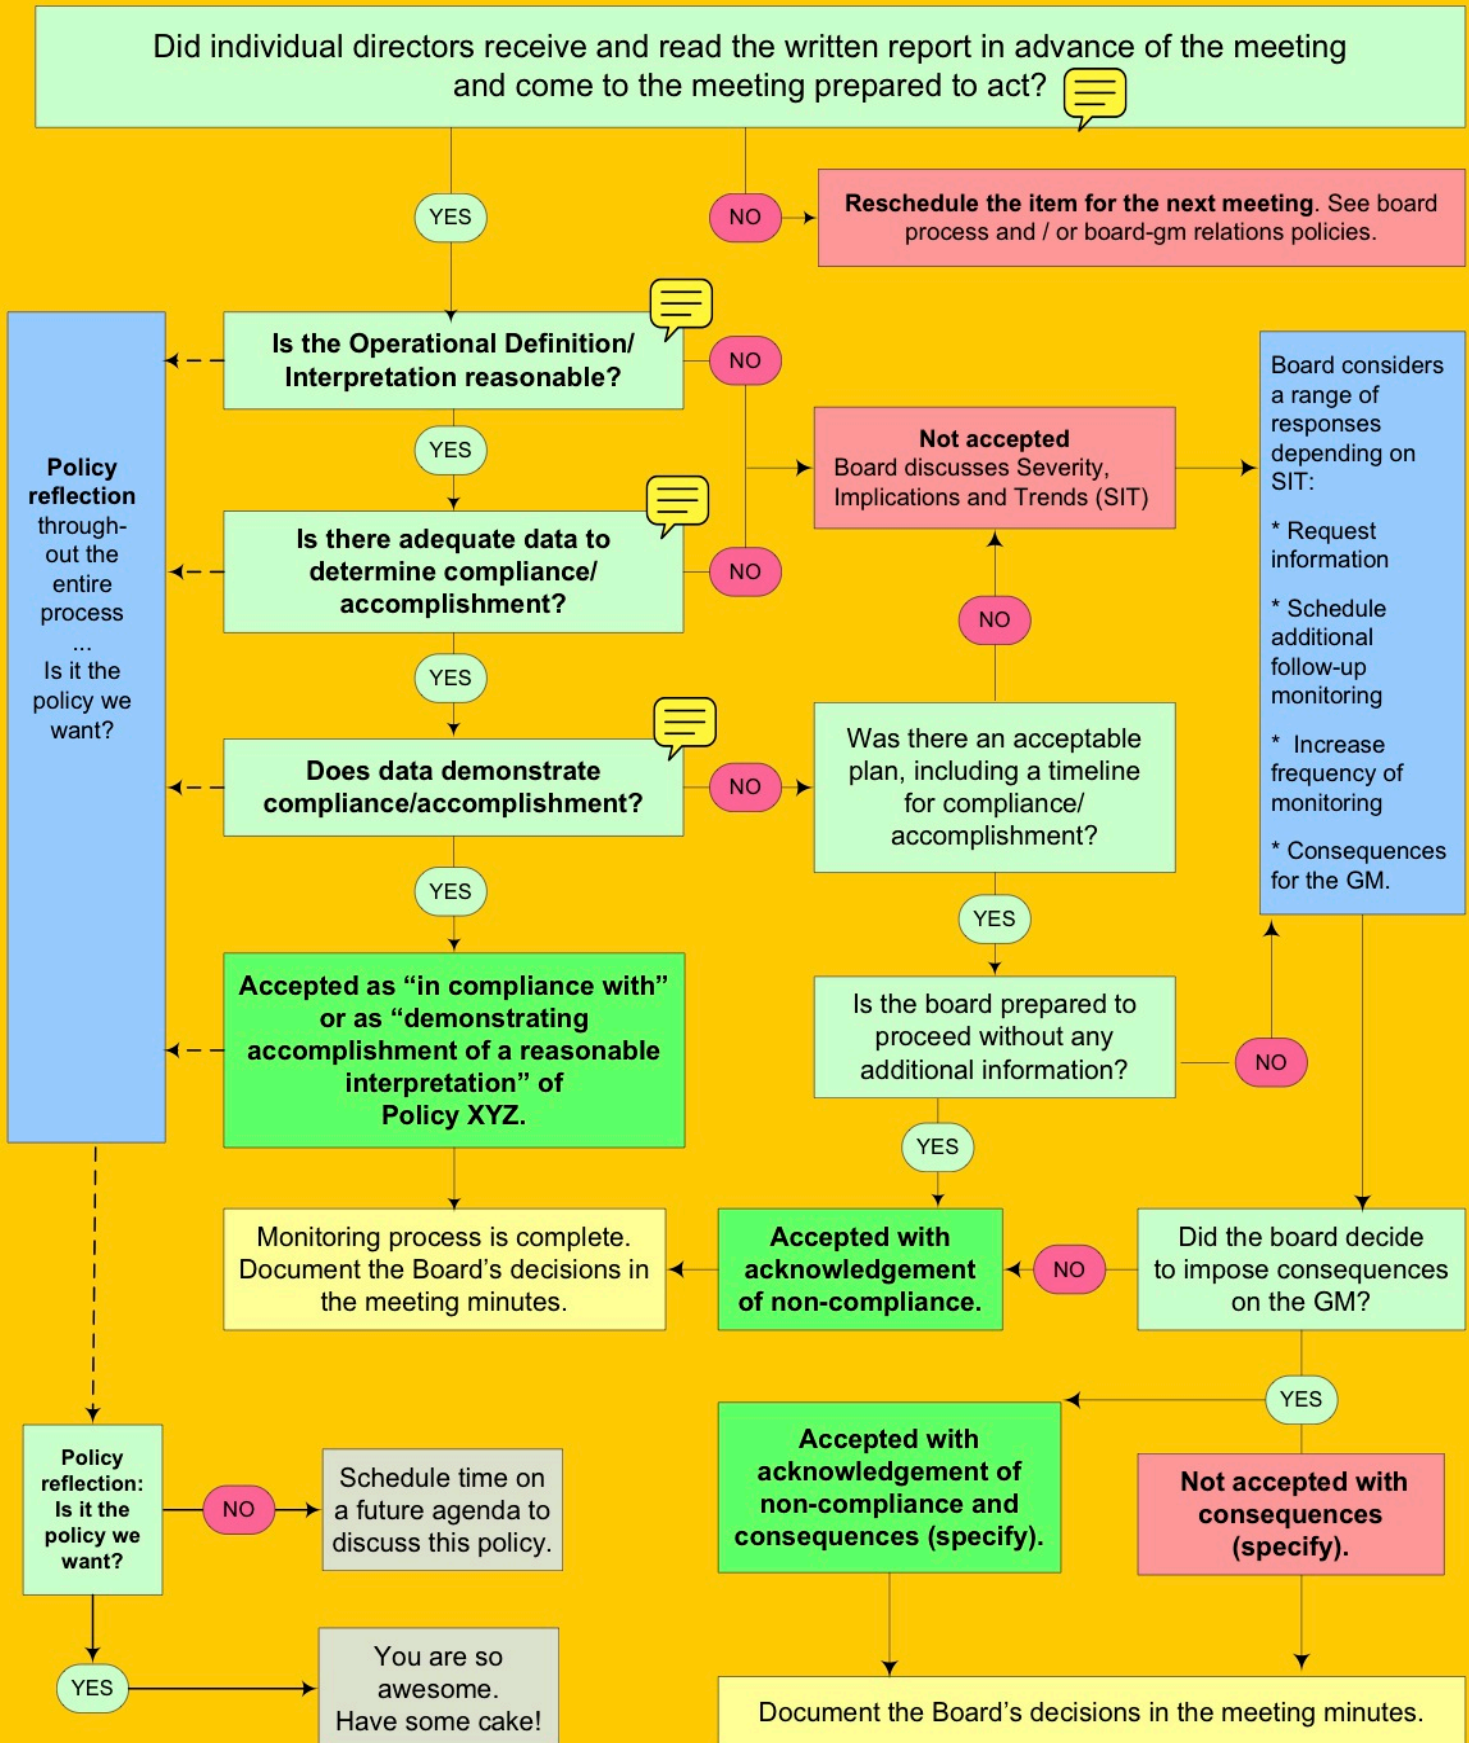 Did individual directors receive and read the written report in advance of the meeting
and come to the meeting prepared to act?
YES
NO
Reschedule the item for the next meeting. See board
process and / or board-gm relations policies.
Policy
reflection
through-
out the
entire
process
...
Is it the
policy we
want?
Is the Operational Definition/
Interpretation reasonable?
NO
YES
Is there adequate data to
determine compliance/
accomplishment?
NO
YES
Does data demonstrate
compliance/accomplishment?
NO
YES
Accepted as “in compliance with”
or as “demonstrating
accomplishment of a reasonable
interpretation” of
Policy XYZ.
Not accepted
Board discusses Severity,
Implications and Trends (SIT)
NO
Was there an acceptable
plan, including a timeline
for compliance/
accomplishment?
YES
Is the board prepared to
proceed without any
additional information?
NO
YES
Board considers
a range of
responses
depending on
SIT:
* Request
information
* Schedule
additional
follow-up
monitoring
* Increase
frequency of
monitoring
* Consequences
for the GM.
Monitoring process is complete.
Document the Board’s decisions in
the meeting minutes.
Accepted with
acknowledgement
of non-compliance.
NO
Did the board decide
to impose consequences
on the GM?
YES
Accepted with
acknowledgement of
non-compliance and
consequences (specify).
Not accepted with
consequences
(specify).
Policy
reflection:
Is it the
policy we
want?
NO
Schedule time on
a future agenda to
discuss this policy.
YES
You are so
awesome.
Have some cake!
Document the Board’s decisions in the meeting minutes.